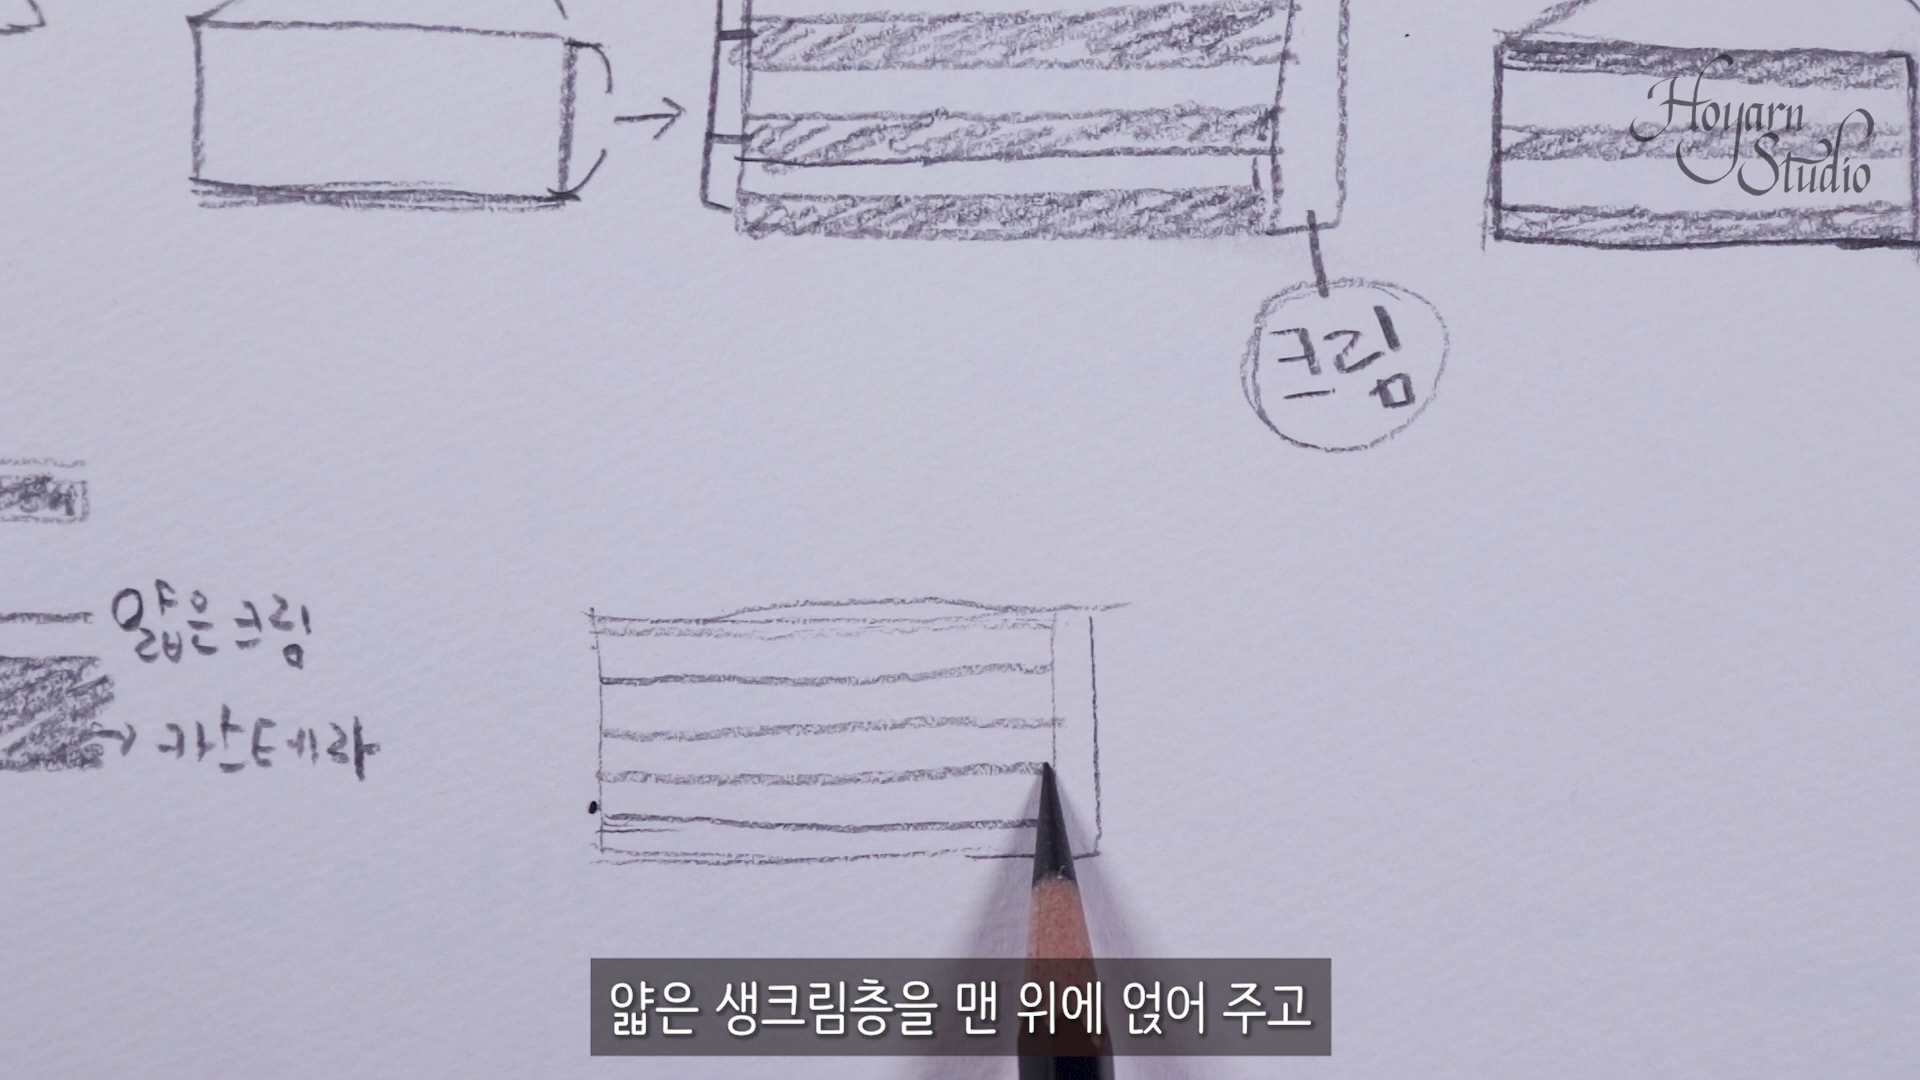 Hoyarn
Studio
크림
얇은 크림
카스테라
얇은 생크림층을 맨 위에 얹어 주고